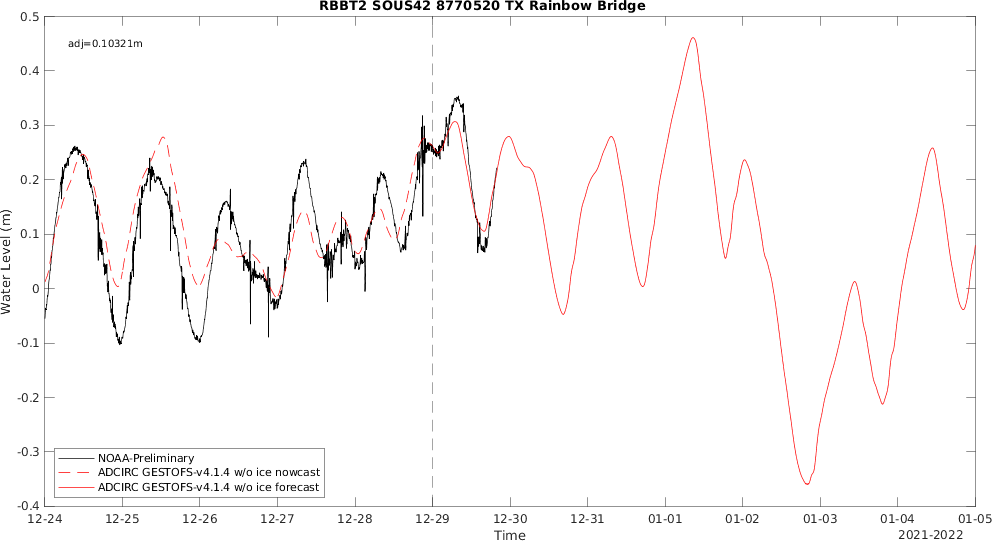 RBBT2 SOUS42 8770520 TX Rainbow Bridge
adj=0.10321m
0.5
0.4
0.3
0.2
0.1
0
-0.1
-0.2
-0.3
-0.4
Water Level (m)
NOAA-Preliminary
ADCIRC GESTOFS-v4.1.4 w/o ice nowcast
ADCIRC GESTOFS-v4.1.4 w/o ice forecast
12-24 12-25 12-26 12-27 12-28 12-29 12-30 12-31 01-01 01-02 01-03 01-04 01-05
Time
2021-2022